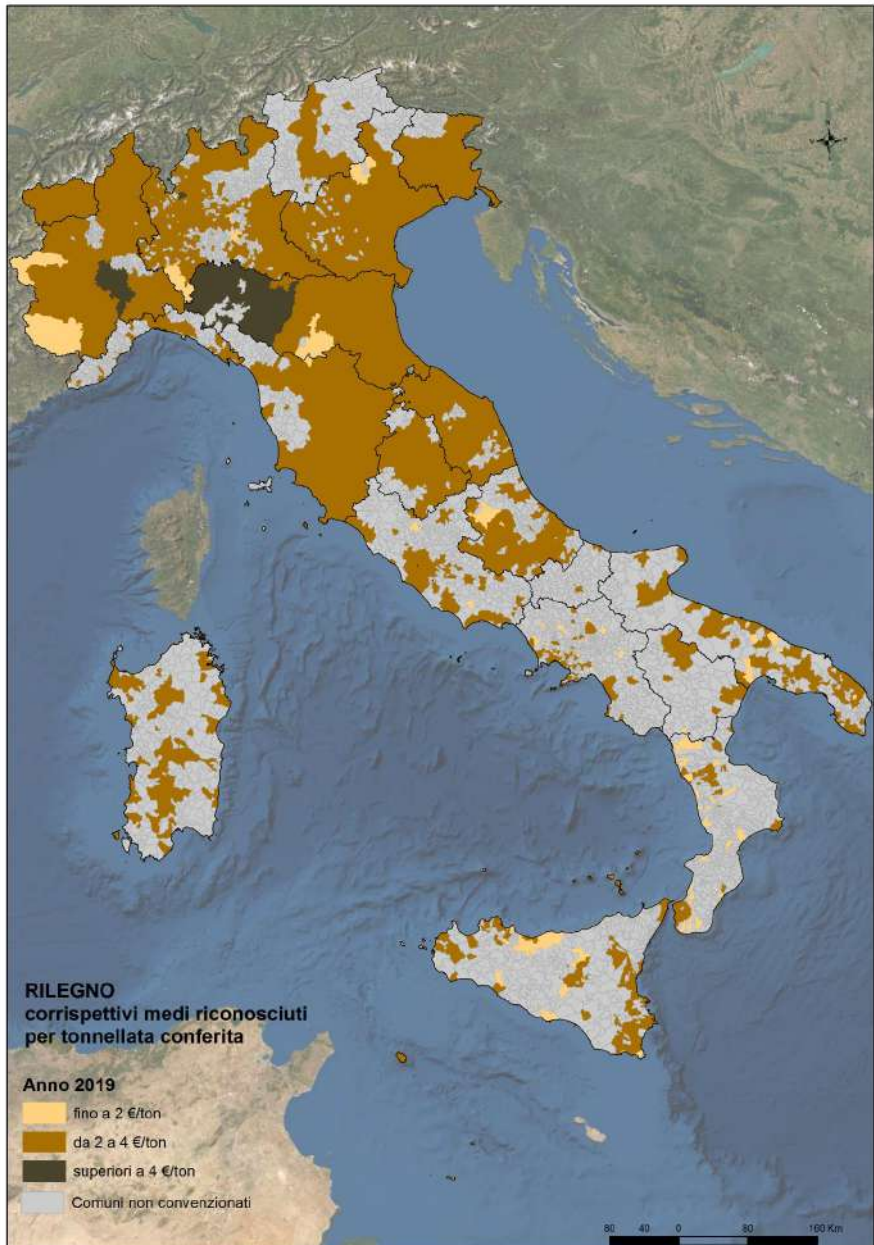 RILEGNO
corrispettivi medi riconosciuti
per tonnellata conferita
Anno 2019
fino a 2 €/ton
da 2 a 4 €/ton
superiori a 4 €/ton
Comuni non convenzionati
80 40 0 80 160 Km